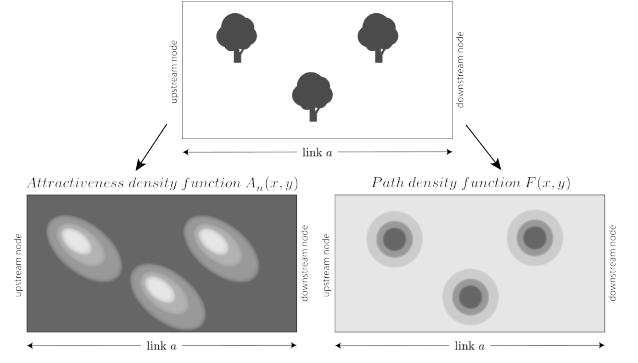 upstream node
downstream node
link a
Attractiveness density function Aₙ(x, y)
Path density function F(x, y)
upstream node
downstream node
upstream node
downstream node
link a
link a